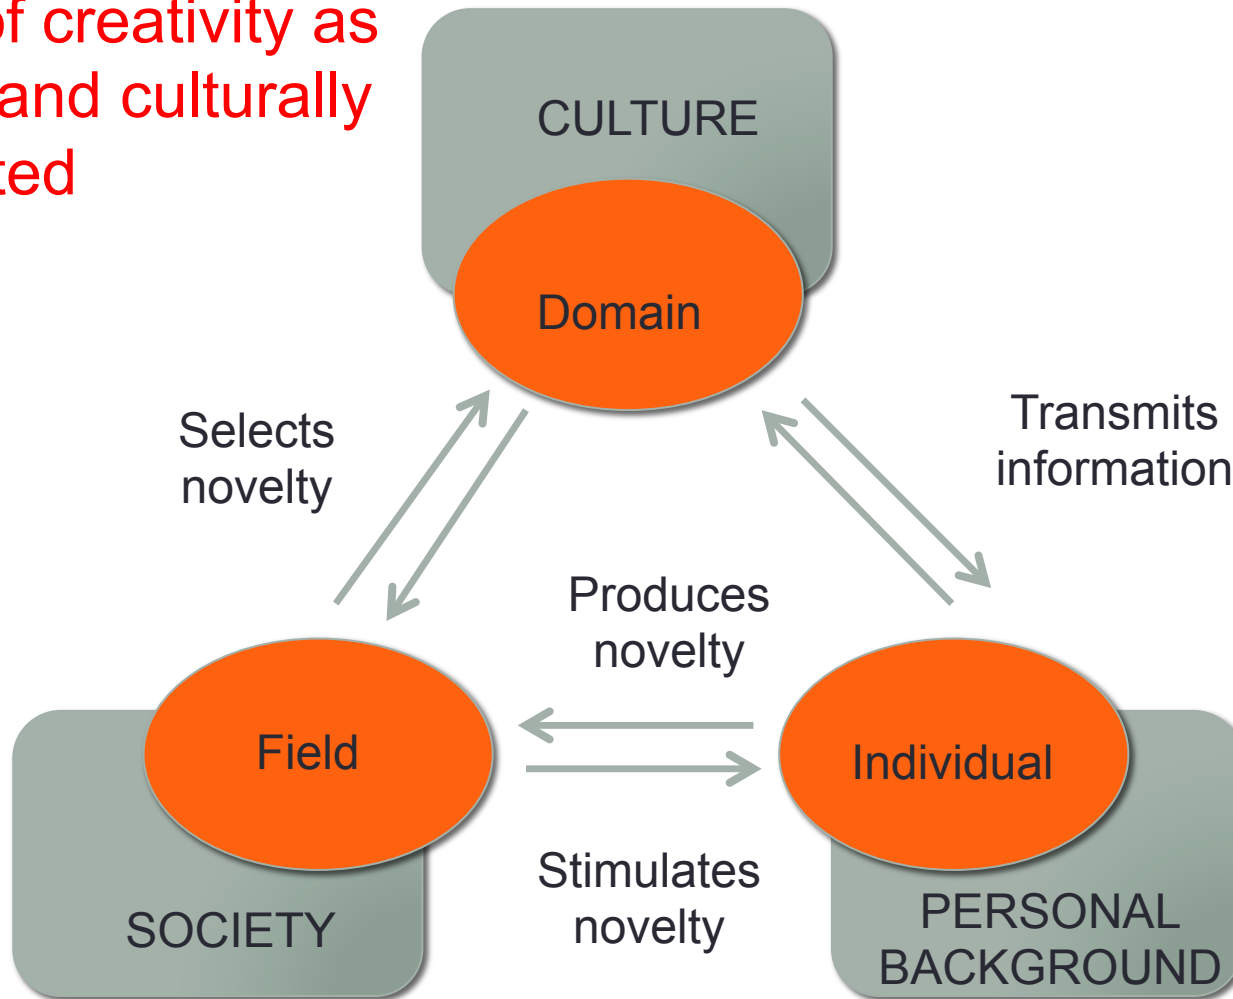 of creativity as
and culturally
ted
CULTURE
Domain
Selects
novelty
Transmits
information
Produces
novelty
Field
Individual
Stimulates
novelty
SOCIETY
PERSONAL
BACKGROUND